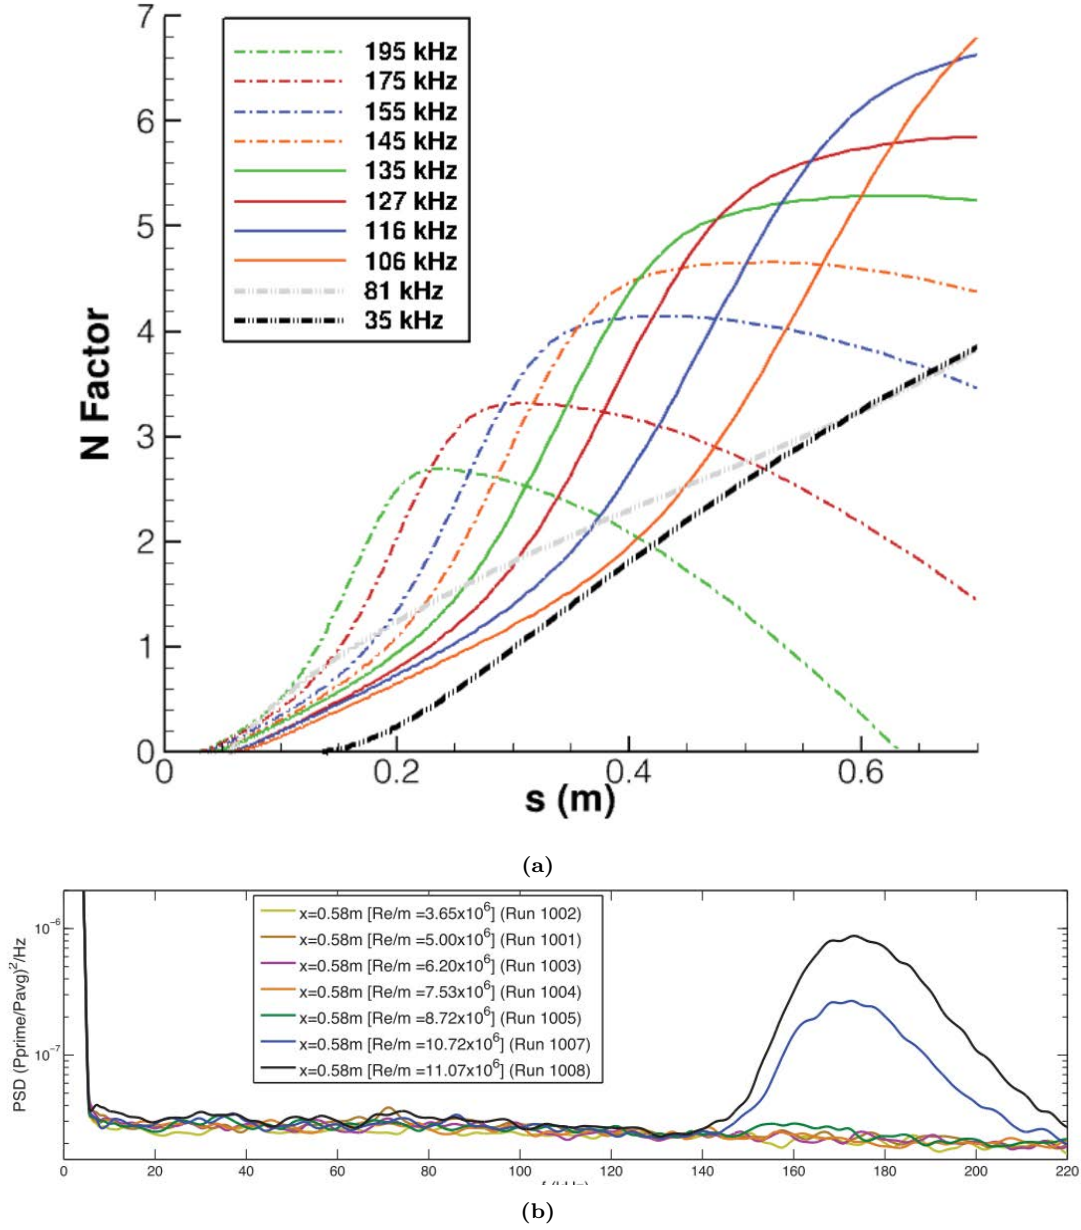 7
6
5
4
3
2
1
0
N Factor
195 kHz
175 kHz
155 kHz
145 kHz
135 kHz
127 kHz
116 kHz
106 kHz
81 kHz
35 kHz
0 0.2 0.4 0.6
s (m)
(a)
PSD (Pprime/Pavg)²/Hz
10⁻⁶
10⁻⁷
x=0.58m [Re/m =3.65x10⁶] (Run 1002)
x=0.58m [Re/m =5.00x10⁶] (Run 1001)
x=0.58m [Re/m =6.20x10⁶] (Run 1003)
x=0.58m [Re/m =7.53x10⁶] (Run 1004)
x=0.58m [Re/m =8.72x10⁶] (Run 1005)
x=0.58m [Re/m =10.72x10⁶] (Run 1007)
x=0.58m [Re/m =11.07x10⁶] (Run 1008)
0 20 40 60 80 100 120 140 160 180 200 220
(b)